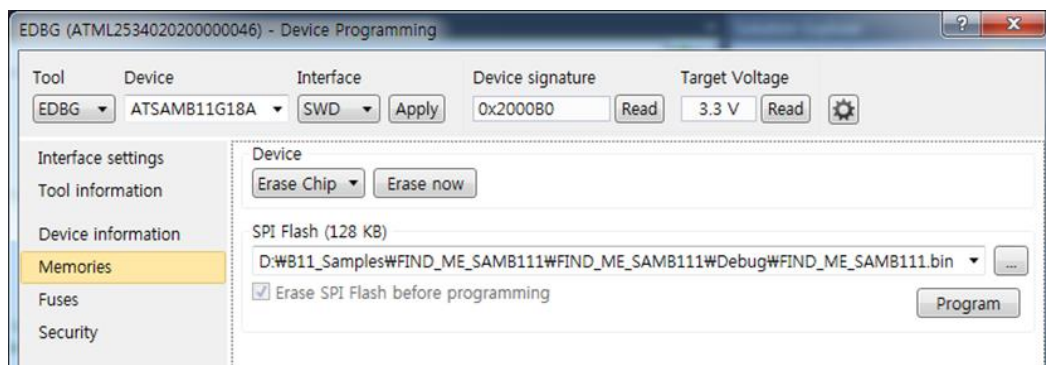 EDBG (ATML2534020200000046) - Device Programming
Tool Device Interface Device signature Target Voltage
EDBG ATSAMB11G18A SWD Apply 0x2000B0 Read 3.3 V Read
Interface settings
Tool information
Device information
Memories
Fuses
Security
Device
Erase Chip Erase now
SPI Flash (128 KB)
D:₩B11_Samples₩FIND_ME_SAMB111₩FIND_ME_SAMB111₩Debug₩FIND_ME_SAMB111.bin ...
Erase SPI Flash before programming
Program